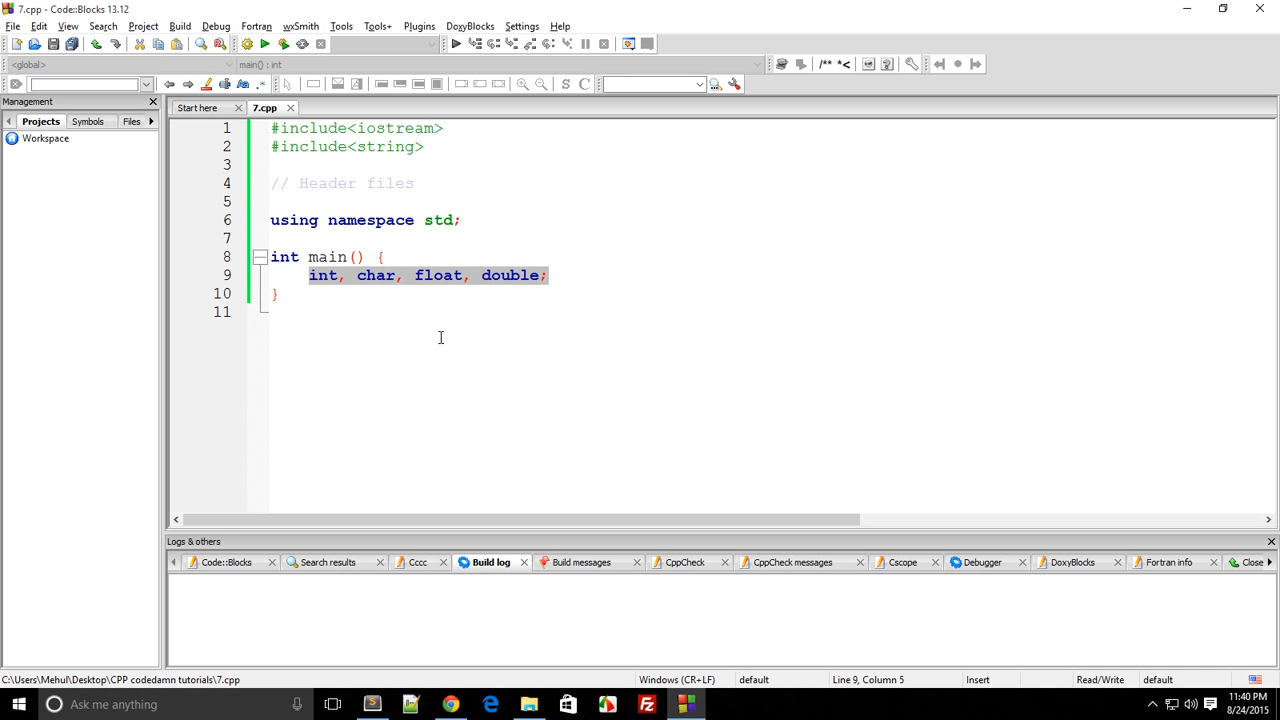 7.cpp - Code::Blocks 13.12
File Edit View Search Project Build Debug Fortran wxSmith Tools Tools+ Plugins DoxyBlocks Settings Help
<global> main() : int
/** *<
Aa .* S C
Management
Projects Symbols Files
Workspace
Start here 7.cpp
1 #include<iostream>
2 #include<string>
3
4 // Header files
5
6 using namespace std;
7
8 int main() {
9 int, char, float, double;
10 }
11
Logs & others
Code::Blocks Search results Cccc Build log Build messages CppCheck CppCheck messages Cscope Debugger DoxyBlocks Fortran info Close
C:\Users\Mehul\Desktop\CPP codedamn tutorials\7.cpp Windows (CR+LF) default Line 9, Column 5 Insert Read/Write default
Ask me anything
11:40 PM
8/24/2015